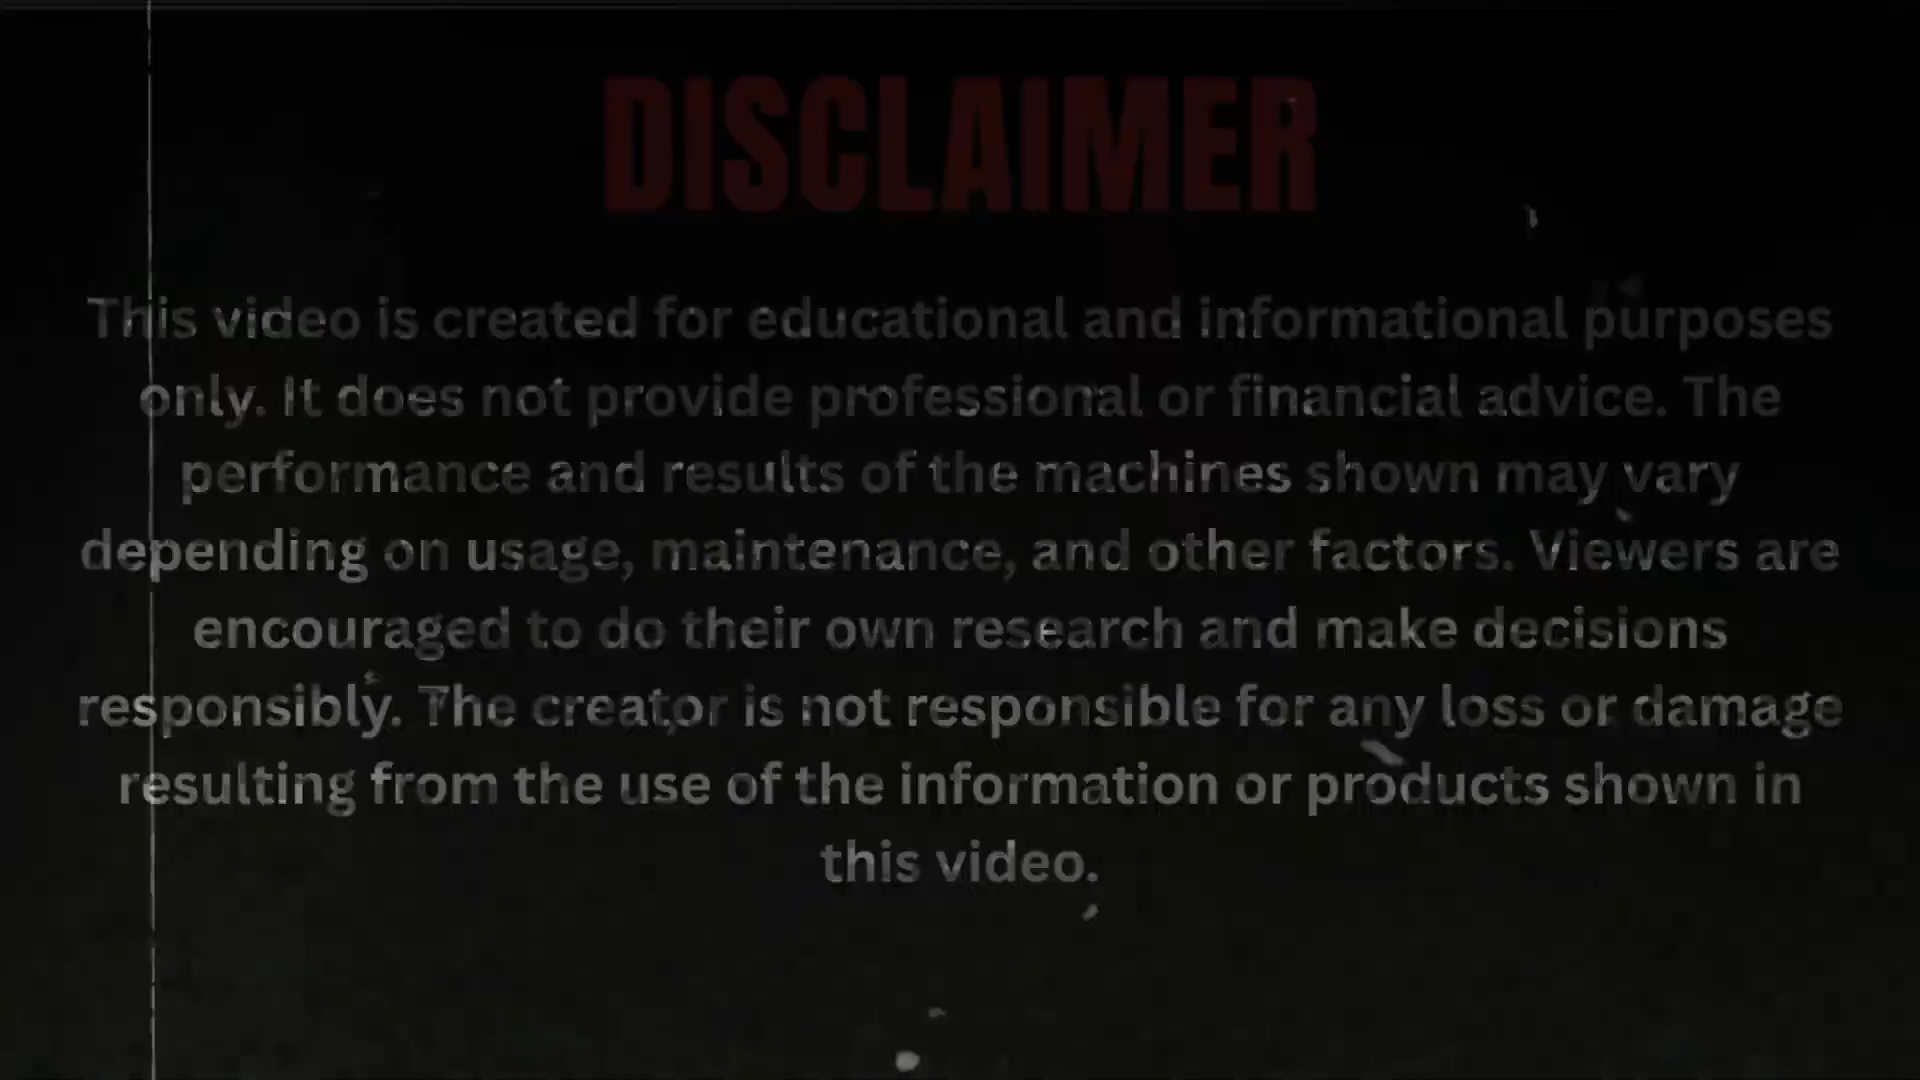 DISCLAIMER
This video is created for educational and informational purposes
only. It does not provide professional or financial advice. The
performance and results of the machines shown may vary
depending on usage, maintenance, and other factors. Viewers are
encouraged to do their own research and make decisions
responsibly. The creator is not responsible for any loss or damage
resulting from the use of the information or products shown in
this video.